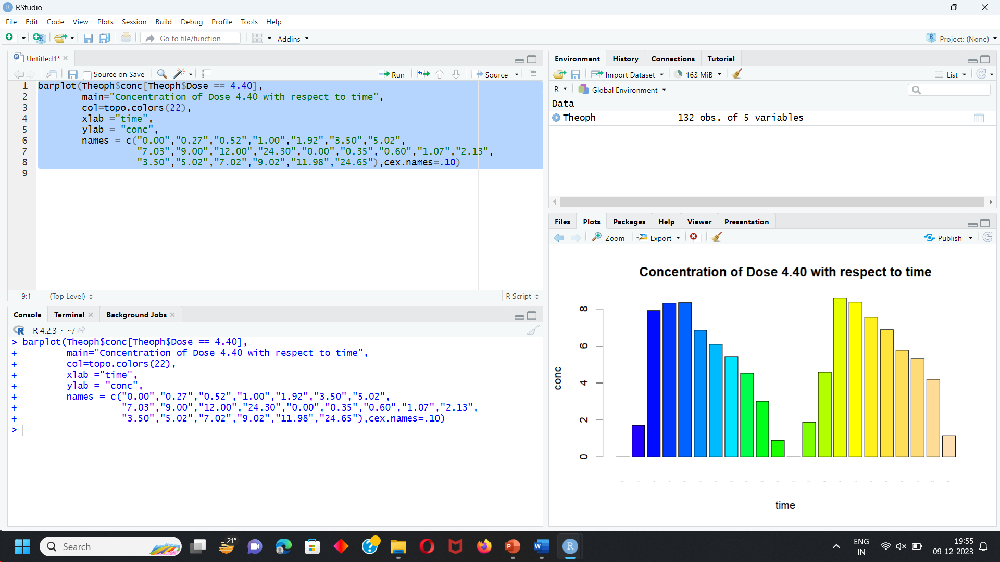 RStudio
File Edit Code View Plots Session Build Debug Profile Tools Help
Go to file/function Addins Project: (None)
Untitled1*
Source on Save Run Source
1 barplot(Theoph$conc[Theoph$Dose == 4.40],
2 main="Concentration of Dose 4.40 with respect to time",
3 col=topo.colors(22),
4 xlab ="time",
5 ylab = "conc",
6 names = c("0.00","0.27","0.52","1.00","1.92","3.50","5.02",
7 "7.03","9.00","12.00","24.30","0.00","0.35","0.60","1.07","2.13",
8 "3.50","5.02","7.02","9.02","11.98","24.65"),cex.names=.10)
9
9:1 (Top Level) R Script
Console Terminal Background Jobs
R 4.2.3 · ~/
> barplot(Theoph$conc[Theoph$Dose == 4.40],
+ main="Concentration of Dose 4.40 with respect to time",
+ col=topo.colors(22),
+ xlab ="time",
+ ylab = "conc",
+ names = c("0.00","0.27","0.52","1.00","1.92","3.50","5.02",
+ "7.03","9.00","12.00","24.30","0.00","0.35","0.60","1.07","2.13",
+ "3.50","5.02","7.02","9.02","11.98","24.65"),cex.names=.10)
>
Environment History Connections Tutorial
Import Dataset 163 MiB List
R Global Environment
Data
Theoph 132 obs. of 5 variables
Files Plots Packages Help Viewer Presentation
Zoom Export Publish
Concentration of Dose 4.40 with respect to time
8
6
4
2
0
conc
time
Search
21°
ENG
IN
19:55
09-12-2023